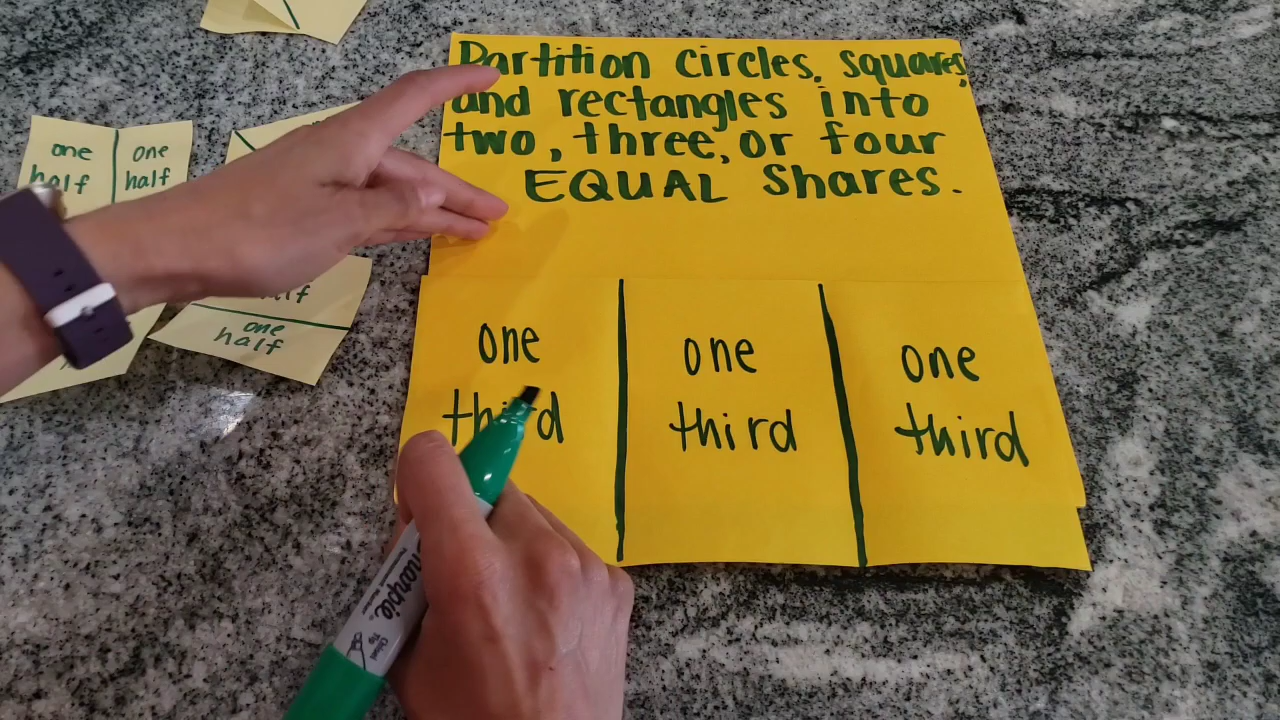 Partition circles, squares,
and rectangles into
two, three, or four
EQUAL Shares.
one
half
one
half
one
half
one
third
one
third
one
third
Sharpie